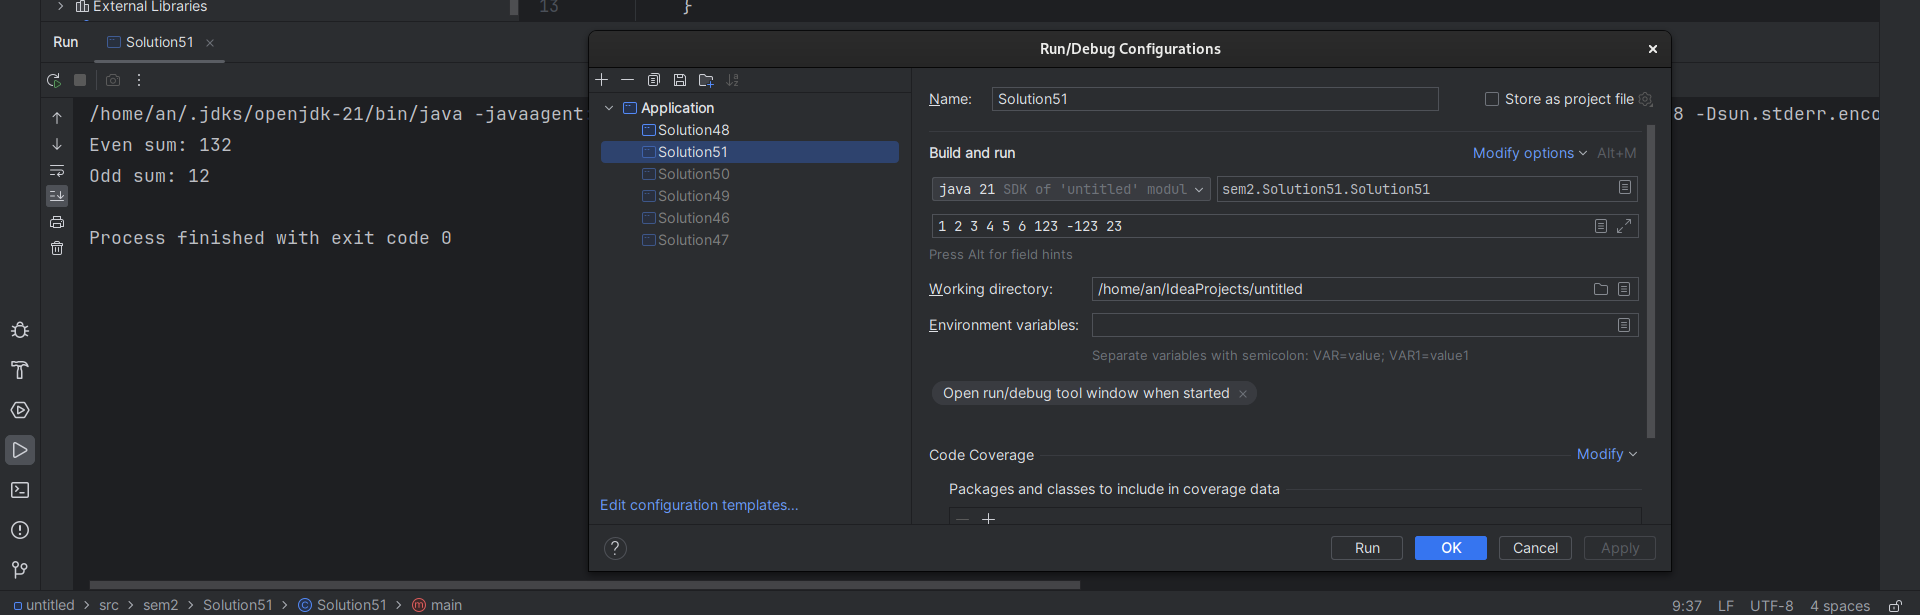 External Libraries
13 }
Run Solution51
/home/an/.jdks/openjdk-21/bin/java -javaagent
8 -Dsun.stderr.enco
Even sum: 132
Odd sum: 12
Process finished with exit code 0
Run/Debug Configurations
Application
Solution48
Solution51
Solution50
Solution49
Solution46
Solution47
Edit configuration templates...
Name: Solution51 Store as project file
Build and run Modify options Alt+M
java 21 SDK of 'untitled' modul sem2.Solution51.Solution51
1 2 3 4 5 6 123 -123 23
Press Alt for field hints
Working directory: /home/an/IdeaProjects/untitled
Environment variables:
Separate variables with semicolon: VAR=value; VAR1=value1
Open run/debug tool window when started
Code Coverage Modify
Packages and classes to include in coverage data
? Run OK Cancel Apply
untitled > src > sem2 > Solution51 > Solution51 > main
9:37 LF UTF-8 4 spaces